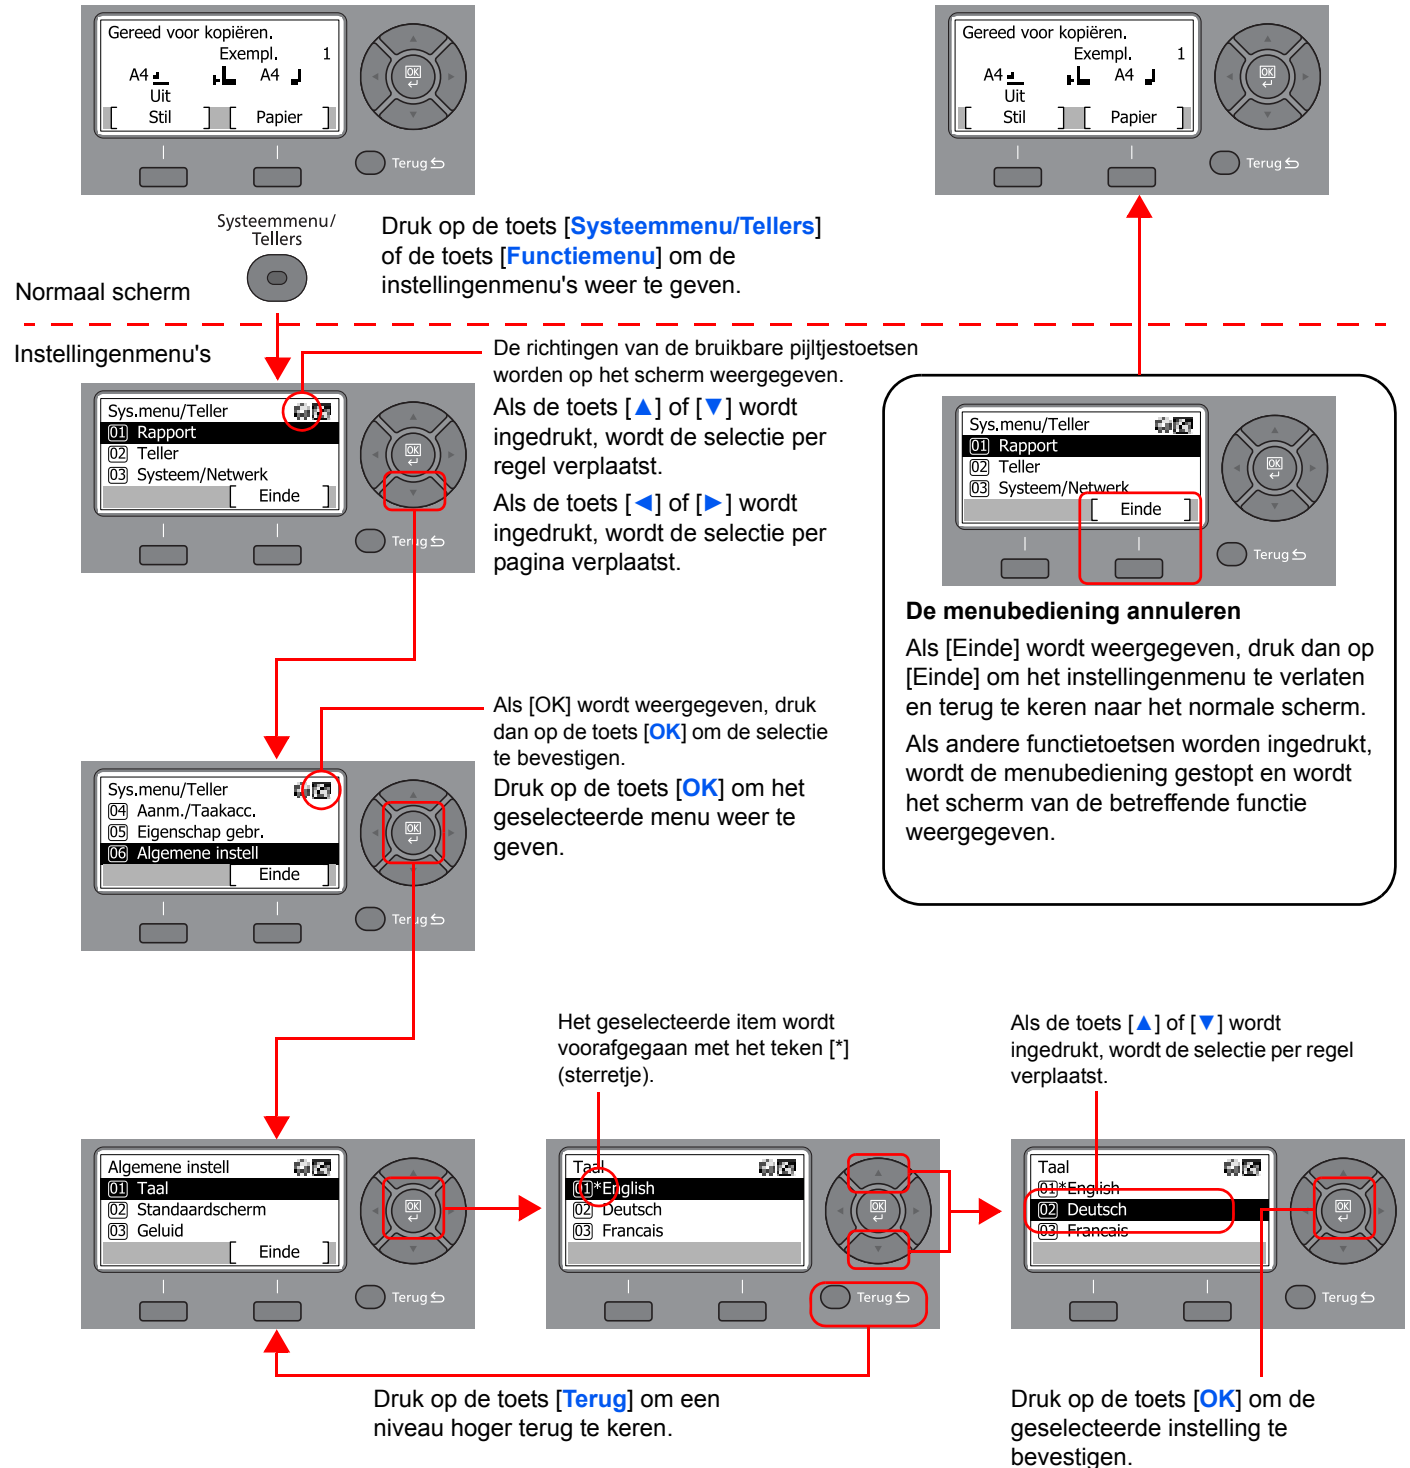 Gereed voor kopiëren.
Exempl. 1
A4 A4
Uit
[ Stil ] [ Papier ]
Terug
Gereed voor kopiëren.
Exempl. 1
A4 A4
Uit
[ Stil ] [ Papier ]
Terug
Systeemmenu/
Tellers
Druk op de toets [Systeemmenu/Tellers]
of de toets [Functiemenu] om de
instellingenmenu's weer te geven.
Normaal scherm
Instellingenmenu's
De richtingen van de bruikbare pijltjestoetsen
worden op het scherm weergegeven.
Als de toets [▲] of [▼] wordt
ingedrukt, wordt de selectie per
regel verplaatst.
Als de toets [◄] of [►] wordt
ingedrukt, wordt de selectie per
pagina verplaatst.
Sys.menu/Teller
01 Rapport
02 Teller
03 Systeem/Netwerk
[ Einde ]
OK
Terug
Sys.menu/Teller
01 Rapport
02 Teller
03 Systeem/Netwerk
[ Einde ]
OK
Terug
De menubediening annuleren
Als [Einde] wordt weergegeven, druk dan op
[Einde] om het instellingenmenu te verlaten
en terug te keren naar het normale scherm.
Als andere functietoetsen worden ingedrukt,
wordt de menubediening gestopt en wordt
het scherm van de betreffende functie
weergegeven.
Als [OK] wordt weergegeven, druk
dan op de toets [OK] om de selectie
te bevestigen.
Druk op de toets [OK] om het
geselecteerde menu weer te
geven.
Sys.menu/Teller
04 Aanm./Taakacc.
05 Eigenschap gebr.
06 Algemene instell
[ Einde ]
OK
Terug
Het geselecteerde item wordt
voorafgegaan met het teken [*]
(sterretje).
Als de toets [▲] of [▼] wordt
ingedrukt, wordt de selectie per regel
verplaatst.
Algemene instell
01 Taal
02 Standaardscherm
03 Geluid
[ Einde ]
OK
Terug
Taal
01*English
02 Deutsch
03 Francais
OK
Terug
Taal
01*English
02 Deutsch
03 Francais
OK
Terug
Druk op de toets [Terug] om een
niveau hoger terug te keren.
Druk op de toets [OK] om de
geselecteerde instelling te
bevestigen.